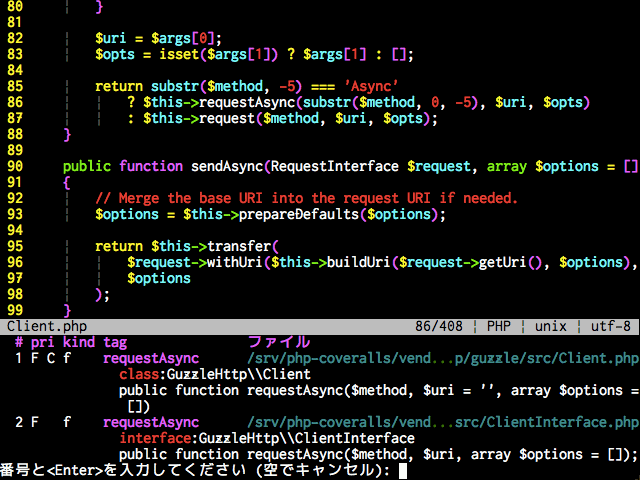 80 }
81
82 $uri = $args[0];
83 $opts = isset($args[1]) ? $args[1] : [];
84
85 return substr($method, -5) === 'Async'
86 ? $this->requestAsync(substr($method, 0, -5), $uri, $opts)
87 : $this->request($method, $uri, $opts);
88 }
89
90 public function sendAsync(RequestInterface $request, array $options = []
91 {
92 // Merge the base URI into the request URI if needed.
93 $options = $this->prepareDefaults($options);
94
95 return $this->transfer(
96 $request->withUri($this->buildUri($request->getUri(), $options),
97 $options
98 );
99 }
Client.php 86/408 ¦ PHP ¦ unix ¦ utf-8
# pri kind tag ファイル
1 F C f requestAsync /srv/php-coveralls/vend...p/guzzle/src/Client.php
class:GuzzleHttp\\Client
public function requestAsync($method, $uri = '', array $options =
[])
2 F f requestAsync /srv/php-coveralls/vend...src/ClientInterface.php
interface:GuzzleHttp\\ClientInterface
public function requestAsync($method, $uri, array $options = []);
番号と<Enter>を入力してください (空でキャンセル):